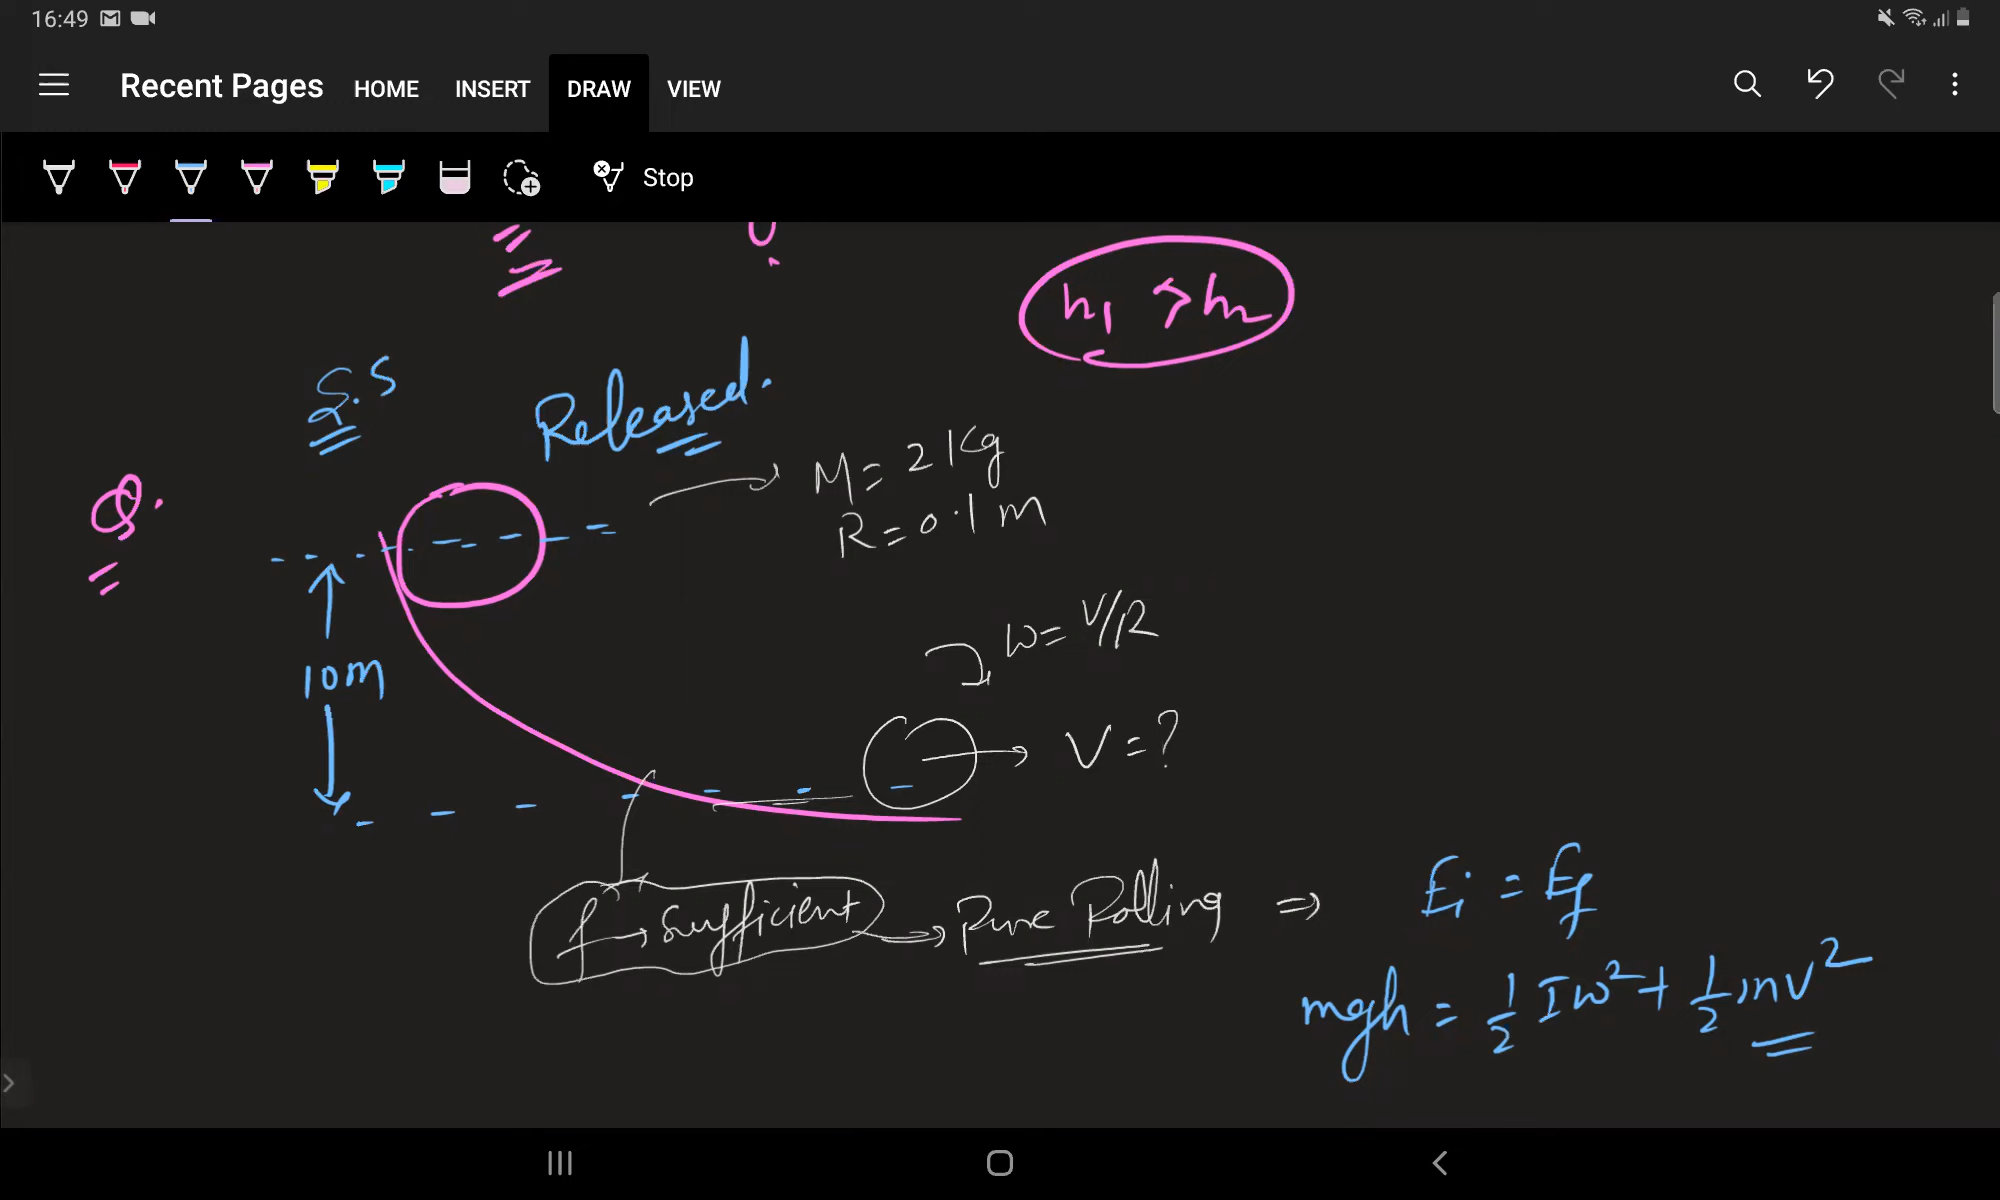 16:49
Recent Pages HOME INSERT DRAW VIEW
Stop
h₁ > h₂
S.S
Released.
Q.
M = 2 Kg
R = 0.1 m
10m
ω = V/R
V = ?
f → Sufficient → Pure Rolling ⇒ Ei = Ef
mgh = 1/2 Iω² + 1/2 mv²